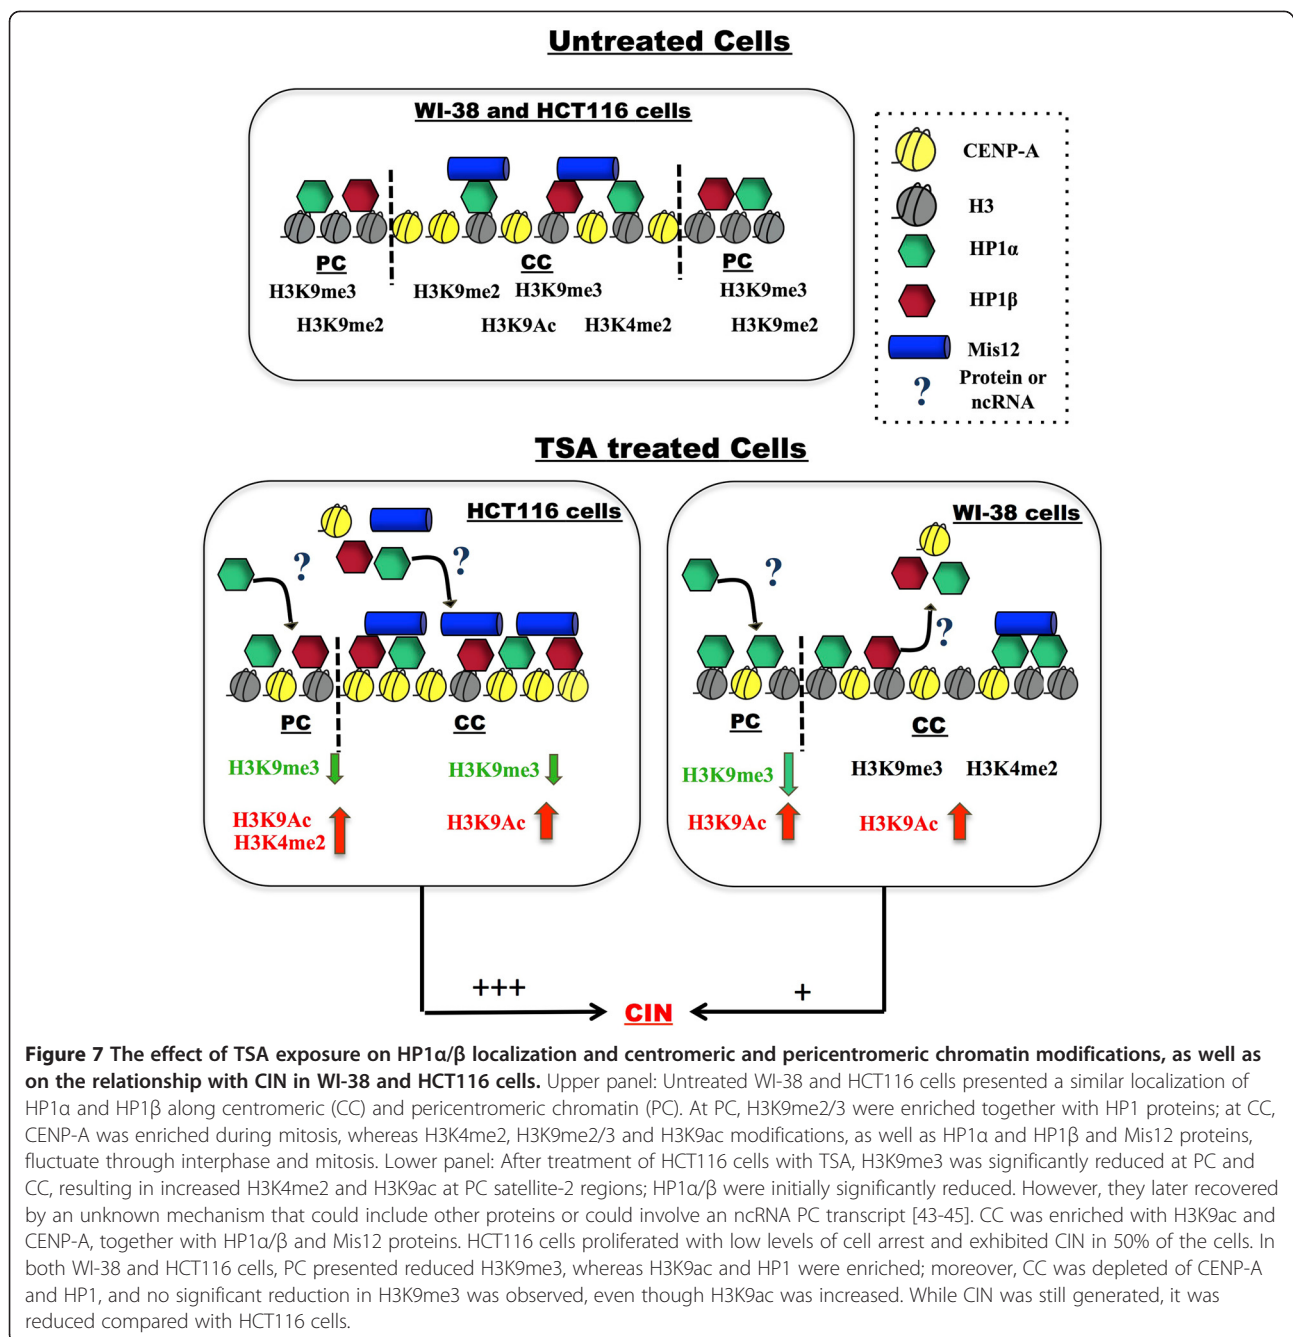 Untreated Cells
WI-38 and HCT116 cells
PC
CC
PC
H3K9me3
H3K9me2
H3K9me2
H3K9me3
H3K9Ac
H3K4me2
H3K9me3
H3K9me2
CENP-A
H3
HP1α
HP1β
Mis12
?
Protein or
ncRNA
TSA treated Cells
HCT116 cells
?
?
PC
CC
H3K9me3
H3K9me3
H3K9Ac
H3K4me2
H3K9Ac
WI-38 cells
?
?
PC
CC
H3K9me3
H3K9me3
H3K4me2
H3K9Ac
H3K9Ac
+++
CIN
+
Figure 7 The effect of TSA exposure on HP1α/β localization and centromeric and pericentromeric chromatin modifications, as well as
on the relationship with CIN in WI-38 and HCT116 cells. Upper panel: Untreated WI-38 and HCT116 cells presented a similar localization of
HP1α and HP1β along centromeric (CC) and pericentromeric chromatin (PC). At PC, H3K9me2/3 were enriched together with HP1 proteins; at CC,
CENP-A was enriched during mitosis, whereas H3K4me2, H3K9me2/3 and H3K9ac modifications, as well as HP1α and HP1β and Mis12 proteins,
fluctuate through interphase and mitosis. Lower panel: After treatment of HCT116 cells with TSA, H3K9me3 was significantly reduced at PC and
CC, resulting in increased H3K4me2 and H3K9ac at PC satellite-2 regions; HP1α/β were initially significantly reduced. However, they later recovered
by an unknown mechanism that could include other proteins or could involve an ncRNA PC transcript [43-45]. CC was enriched with H3K9ac and
CENP-A, together with HP1α/β and Mis12 proteins. HCT116 cells proliferated with low levels of cell arrest and exhibited CIN in 50% of the cells. In
both WI-38 and HCT116 cells, PC presented reduced H3K9me3, whereas H3K9ac and HP1 were enriched; moreover, CC was depleted of CENP-A
and HP1, and no significant reduction in H3K9me3 was observed, even though H3K9ac was increased. While CIN was still generated, it was
reduced compared with HCT116 cells.